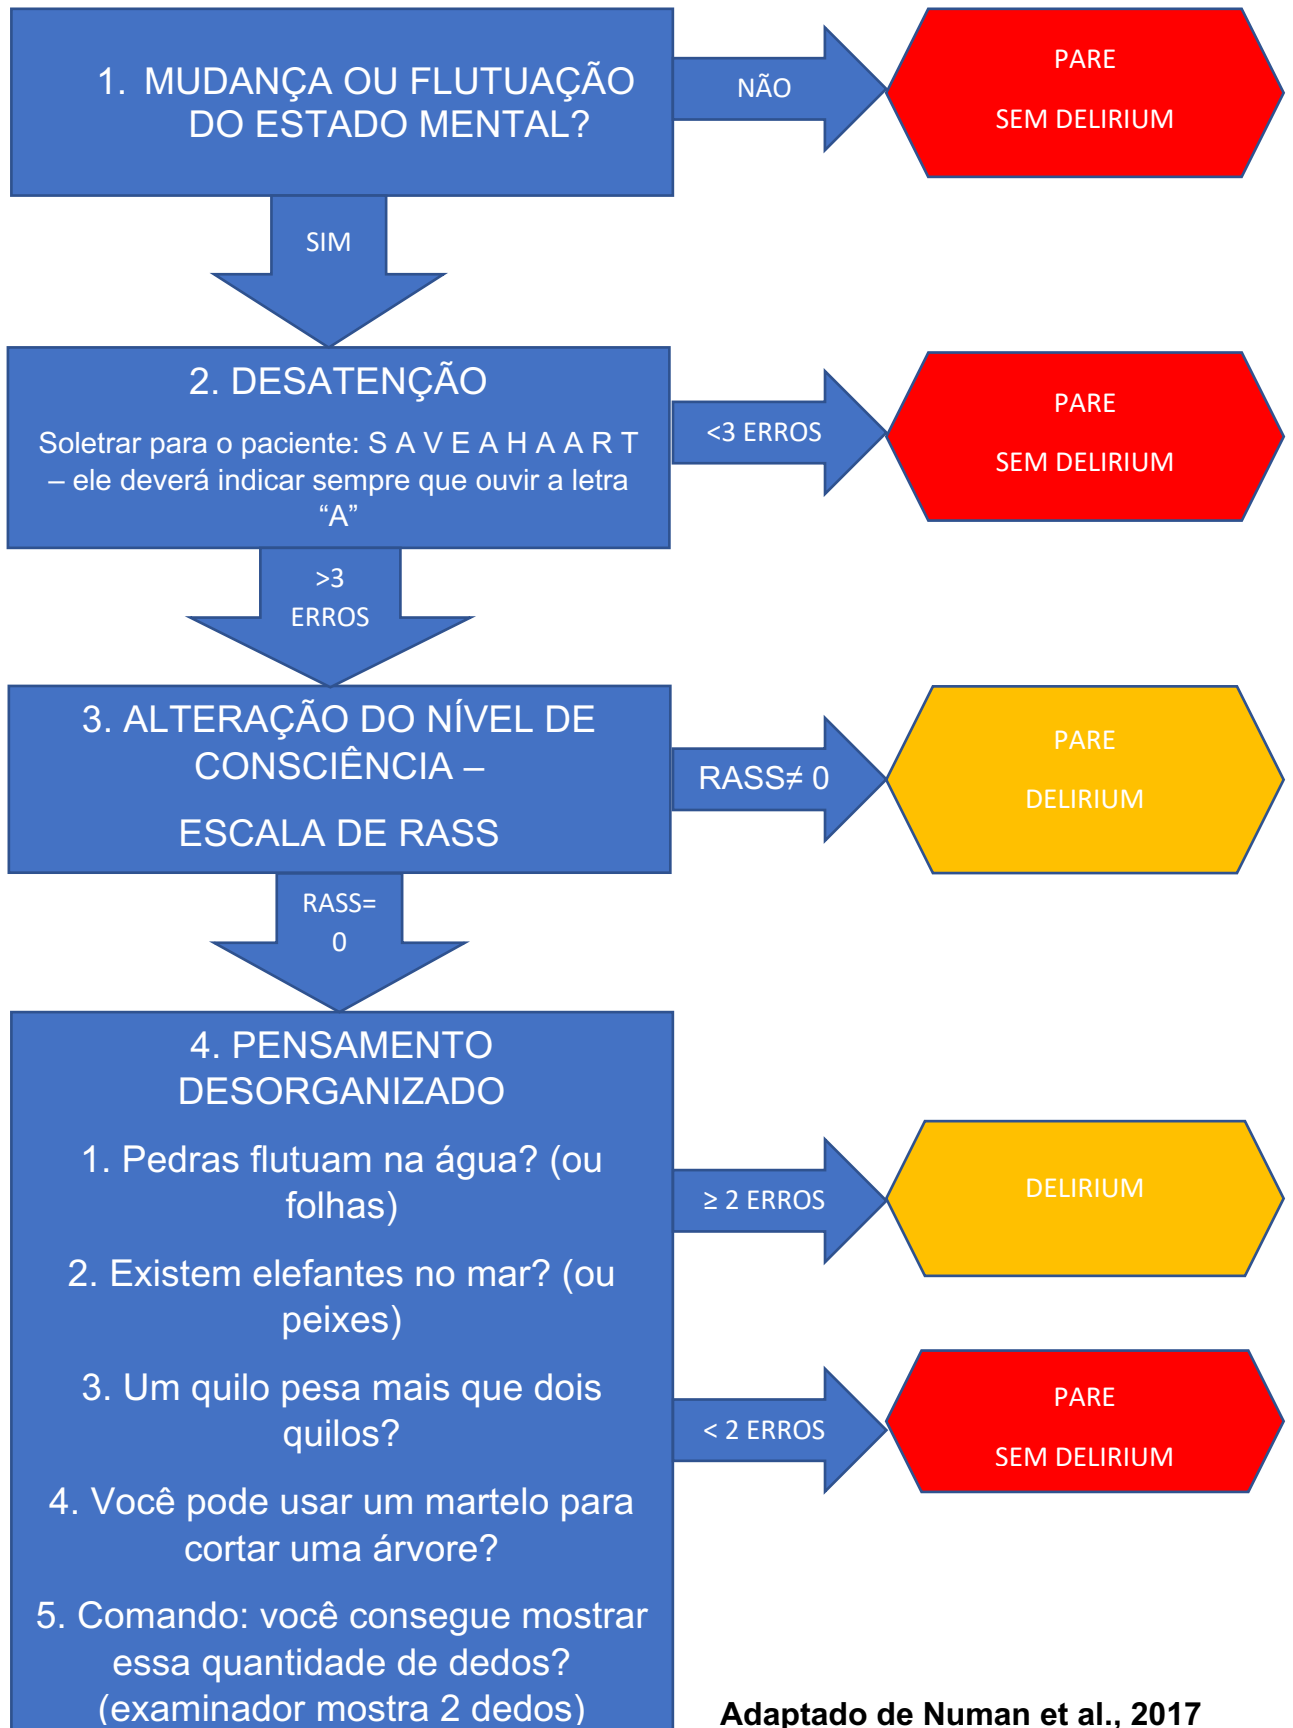 1. MUDANÇA OU FLUTUAÇÃO
DO ESTADO MENTAL?
NÃO
PARE
SEM DELIRIUM
SIM
2. DESATENÇÃO
Soletrar para o paciente: S A V E A H A A R T
– ele deverá indicar sempre que ouvir a letra
“A”
<3 ERROS
PARE
SEM DELIRIUM
>3
ERROS
3. ALTERAÇÃO DO NÍVEL DE
CONSCIÊNCIA –
ESCALA DE RASS
RASS≠ 0
PARE
DELIRIUM
RASS=
0
4. PENSAMENTO
DESORGANIZADO
1. Pedras flutuam na água? (ou
folhas)
2. Existem elefantes no mar? (ou
peixes)
3. Um quilo pesa mais que dois
quilos?
4. Você pode usar um martelo para
cortar uma árvore?
5. Comando: você consegue mostrar
essa quantidade de dedos?
(examinador mostra 2 dedos)
≥ 2 ERROS
DELIRIUM
< 2 ERROS
PARE
SEM DELIRIUM
Adaptado de Numan et al., 2017